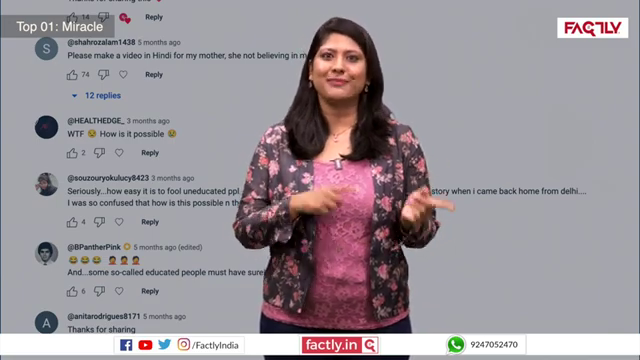 Thanks for sharing this
14
Reply
Top 01: Miracle
FACTLY
S
@shahrozalam1438 5 months ago
Please make a video in Hindi for my mother, she not believing in m
74
Reply
12 replies
@HEALTHEDGE_ 3 months ago
WTF 😒 How is it possible 😢
2
Reply
@souzouryokulucy8423 3 months ago
Seriously...how easy it is to fool uneducated ppl story when i came back home from delhi....
I was so confused that how is this possible n th
4
Reply
@BPantherPink 5 months ago (edited)
😂😂😂 🤦🤦🤦
And...some so-called educated people must have sure
6
Reply
A
@anitarodrigues8171 5 months ago
Thanks for sharing
/FactlyIndia
factly.in
9247052470